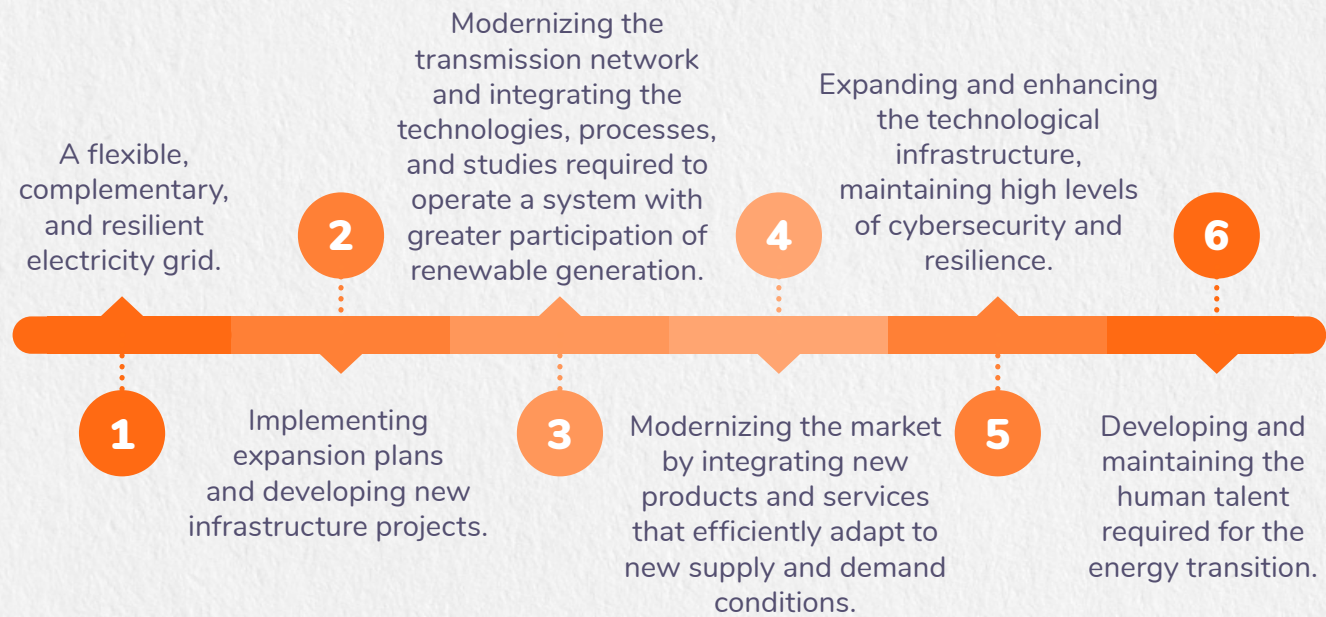 1
A flexible,
complementary,
and resilient
electricity grid.
2
Implementing
expansion plans
and developing new
infrastructure projects.
3
Modernizing the
transmission network
and integrating the
technologies, processes,
and studies required to
operate a system with
greater participation of
renewable generation.
4
Modernizing the market
by integrating new
products and services
that efficiently adapt to
new supply and demand
conditions.
5
Expanding and enhancing
the technological
infrastructure,
maintaining high levels
of cybersecurity and
resilience.
6
Developing and
maintaining the
human talent
required for the
energy transition.